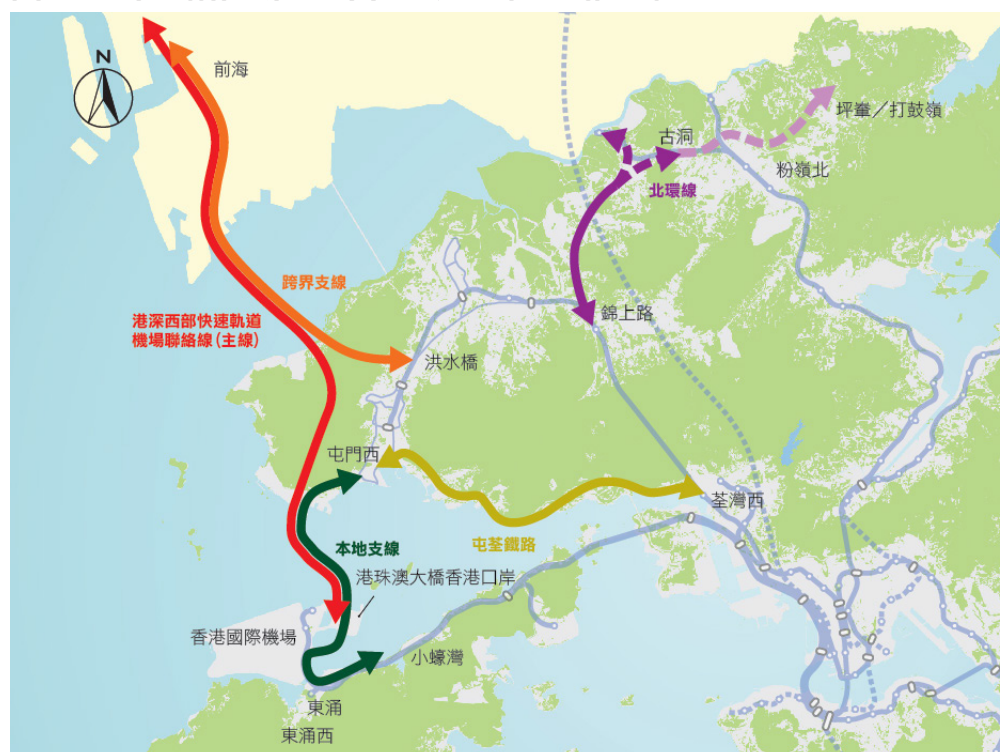 N
前海
坪輋／打鼓嶺
古洞
粉嶺北
北環線
跨界支線
港深西部快速軌道
機場聯絡線（主線）
錦上路
洪水橋
屯門西
荃灣西
本地支線
屯荃鐵路
港珠澳大橋香港口岸
香港國際機場
小蠔灣
東涌
東涌西